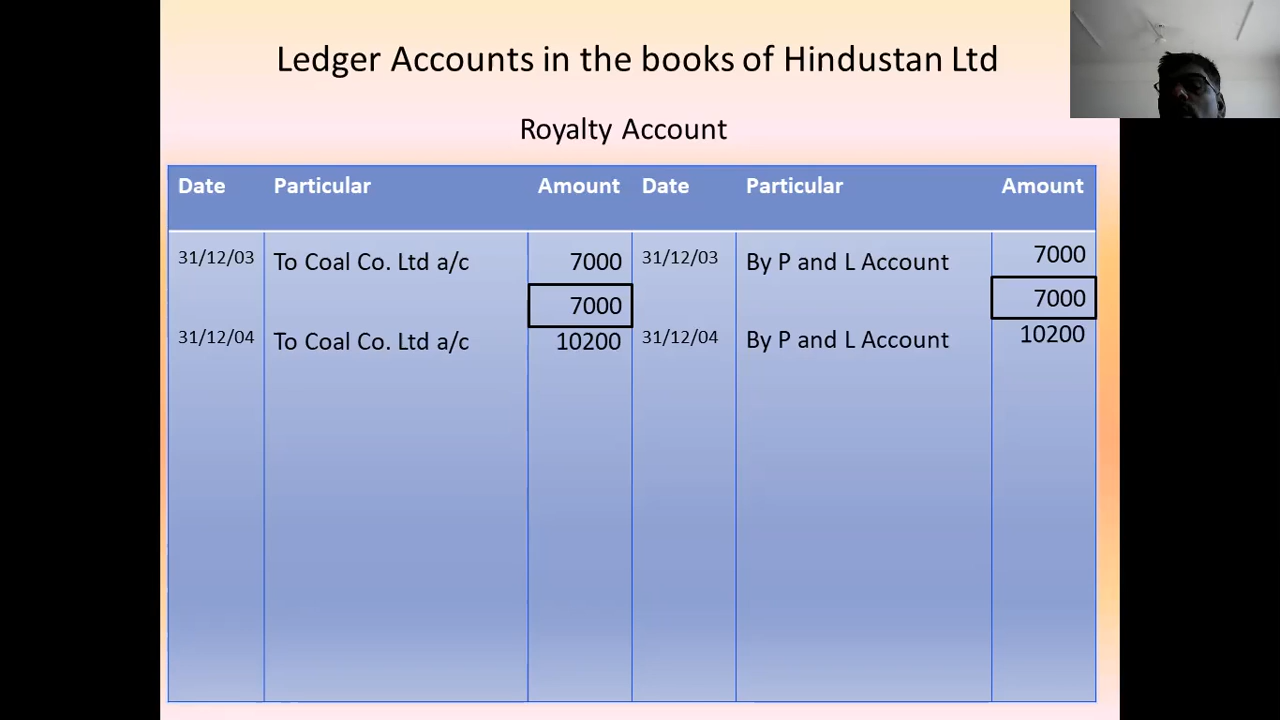 Ledger Accounts in the books of Hindustan Ltd
Royalty Account
Date Particular Amount Date Particular Amount
31/12/03 To Coal Co. Ltd a/c 7000 31/12/03 By P and L Account 7000
7000 7000
31/12/04 To Coal Co. Ltd a/c 10200 31/12/04 By P and L Account 10200